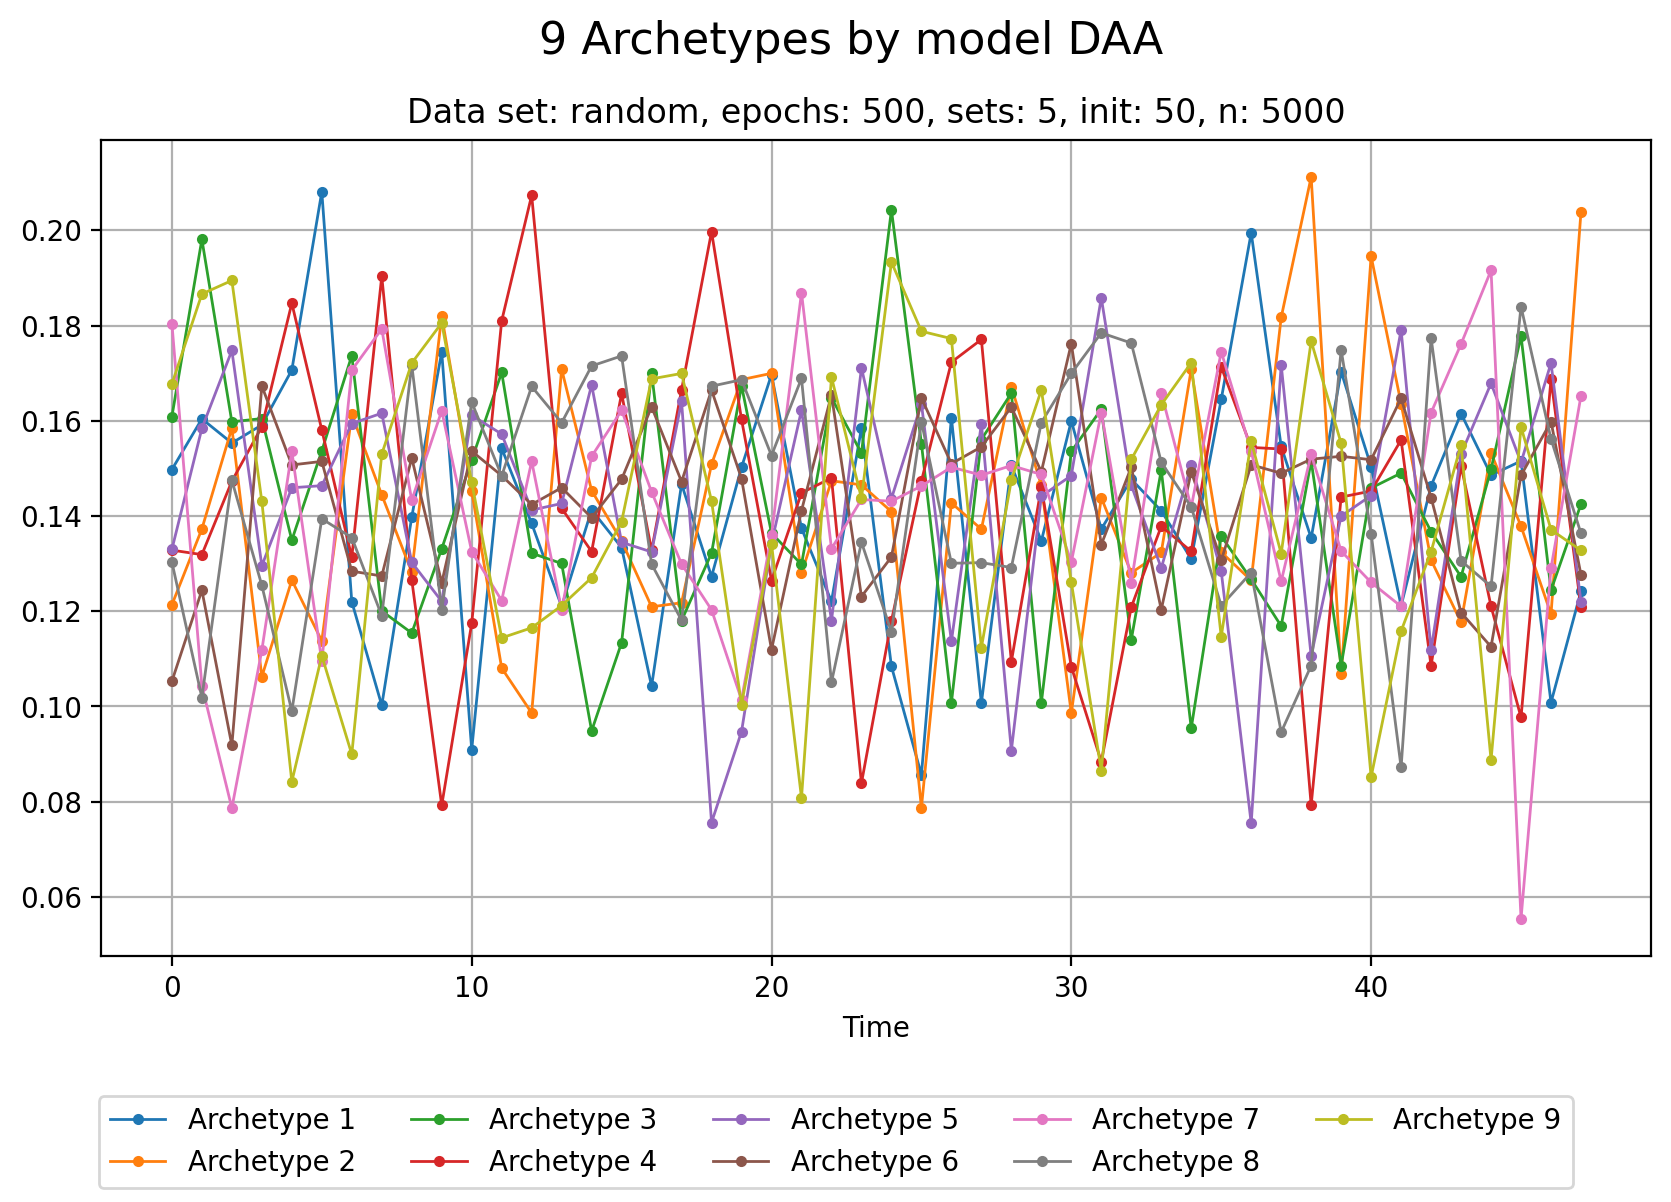 9 Archetypes by model DAA
Data set: random, epochs: 500, sets: 5, init: 50, n: 5000
0.20
0.18
0.16
0.14
0.12
0.10
0.08
0.06
0 10 20 30 40
Time
Archetype 1 Archetype 3 Archetype 5 Archetype 7 Archetype 9
Archetype 2 Archetype 4 Archetype 6 Archetype 8